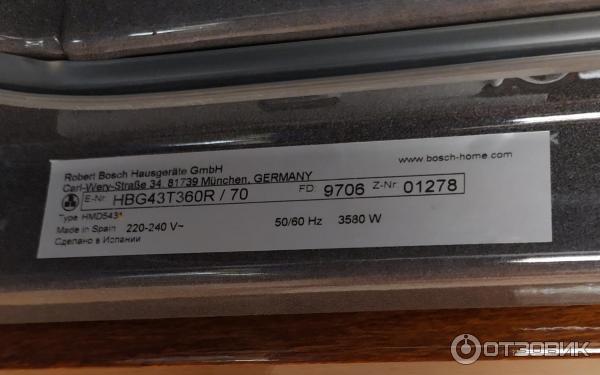 Robert Bosch Hausgeräte GmbH
www.bosch-home.com
Carl-Wery-Straße 34, 81739 München, GERMANY
E-Nr. HBG43T360R / 70 FD 9706 Z-Nr 01278
Type HMD543*
Made in Spain 220-240 V~ 50/60 Hz 3580 W
Сделано в Испании
ОТЗОВИК